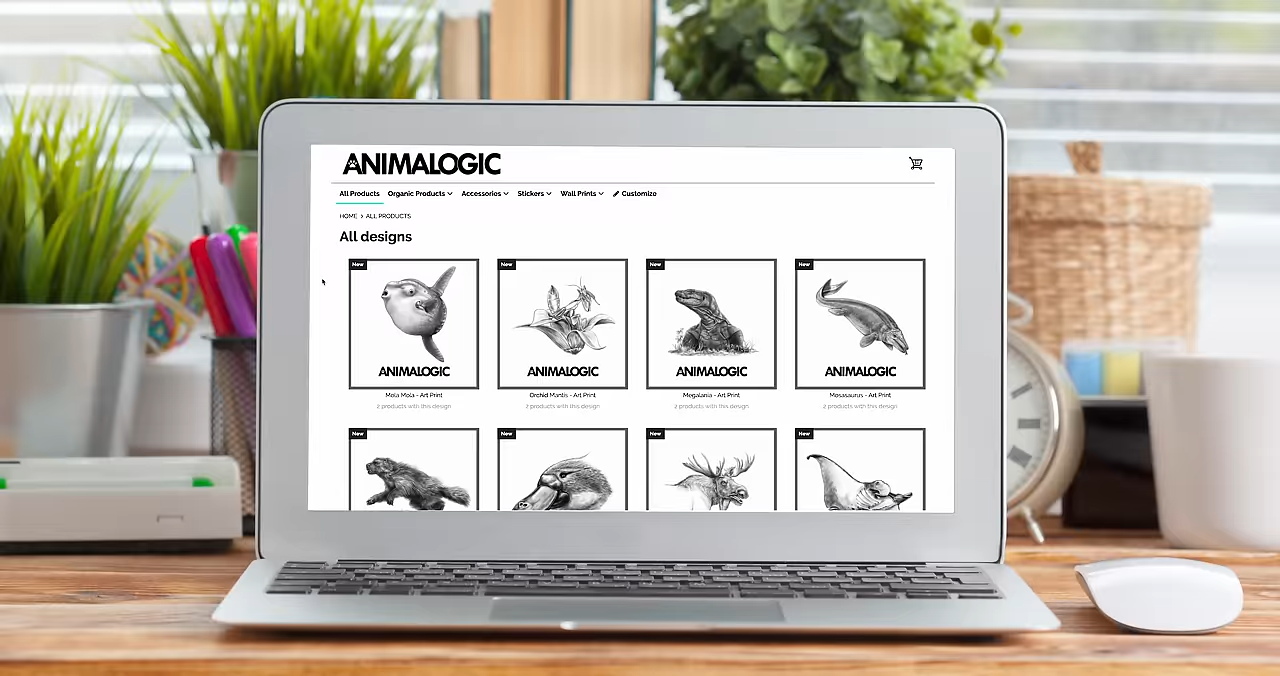 ANIMALOGIC
All Products Organic Products Accessories Stickers Wall Prints Customize
HOME > ALL PRODUCTS
All designs
New New New New
ANIMALOGIC ANIMALOGIC ANIMALOGIC ANIMALOGIC
Mola Mola - Art Print Orchid Mantis - Art Print Megalania - Art Print Mosasaurus - Art Print
2 products with this design 2 products with this design 2 products with this design 2 products with this design
New New New New